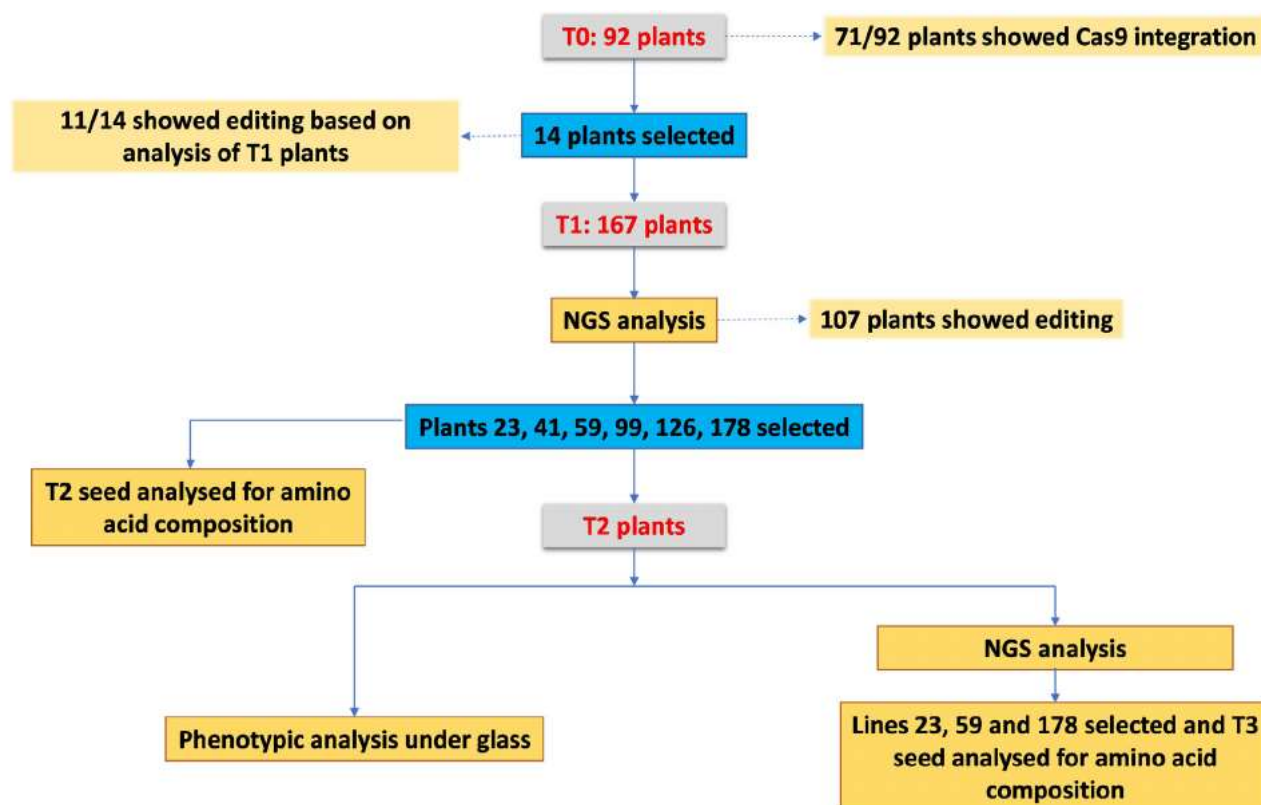 T0: 92 plants
71/92 plants showed Cas9 integration
11/14 showed editing based on
analysis of T1 plants
14 plants selected
T1: 167 plants
NGS analysis
107 plants showed editing
Plants 23, 41, 59, 99, 126, 178 selected
T2 seed analysed for amino
acid composition
T2 plants
NGS analysis
Phenotypic analysis under glass
Lines 23, 59 and 178 selected and T3
seed analysed for amino acid
composition